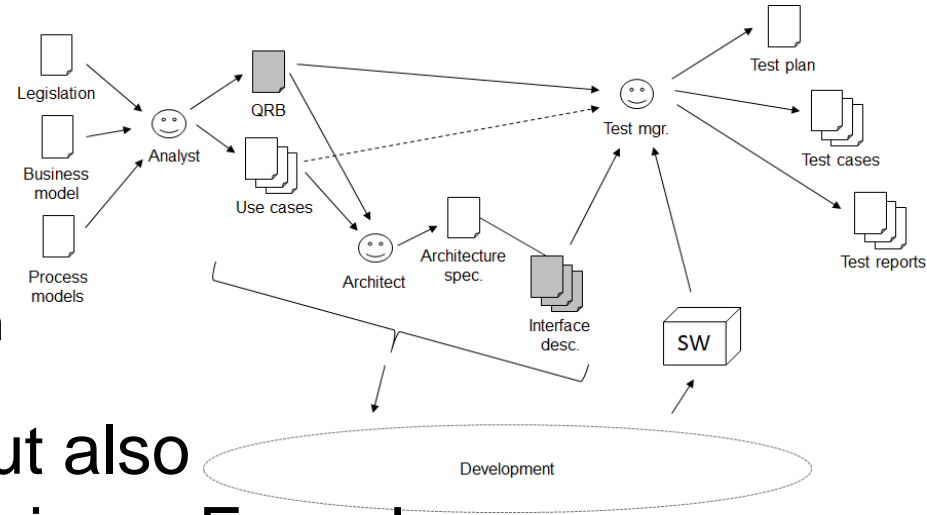 Legislation
Business
model
Process
models
Analyst
QRB
Use cases
Architect
Architecture
spec.
Interface
desc.
Test mgr.
Test plan
Test cases
Test reports
SW
ut also
Development